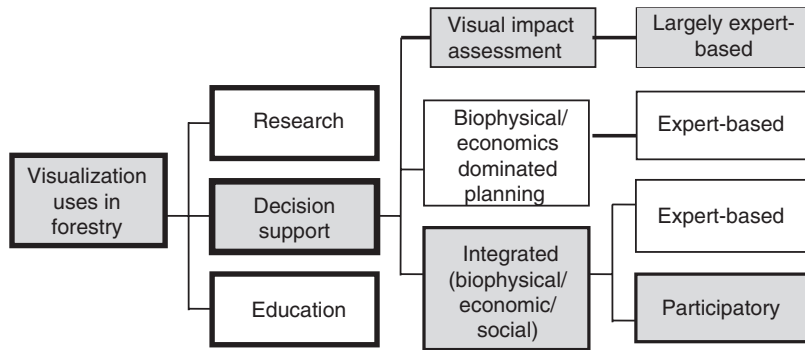 Visualization
uses in
forestry
Research
Decision
support
Education
Visual impact
assessment
Biophysical/
economics
dominated
planning
Integrated
(biophysical/
economic/
social)
Largely expert-
based
Expert-based
Expert-based
Participatory